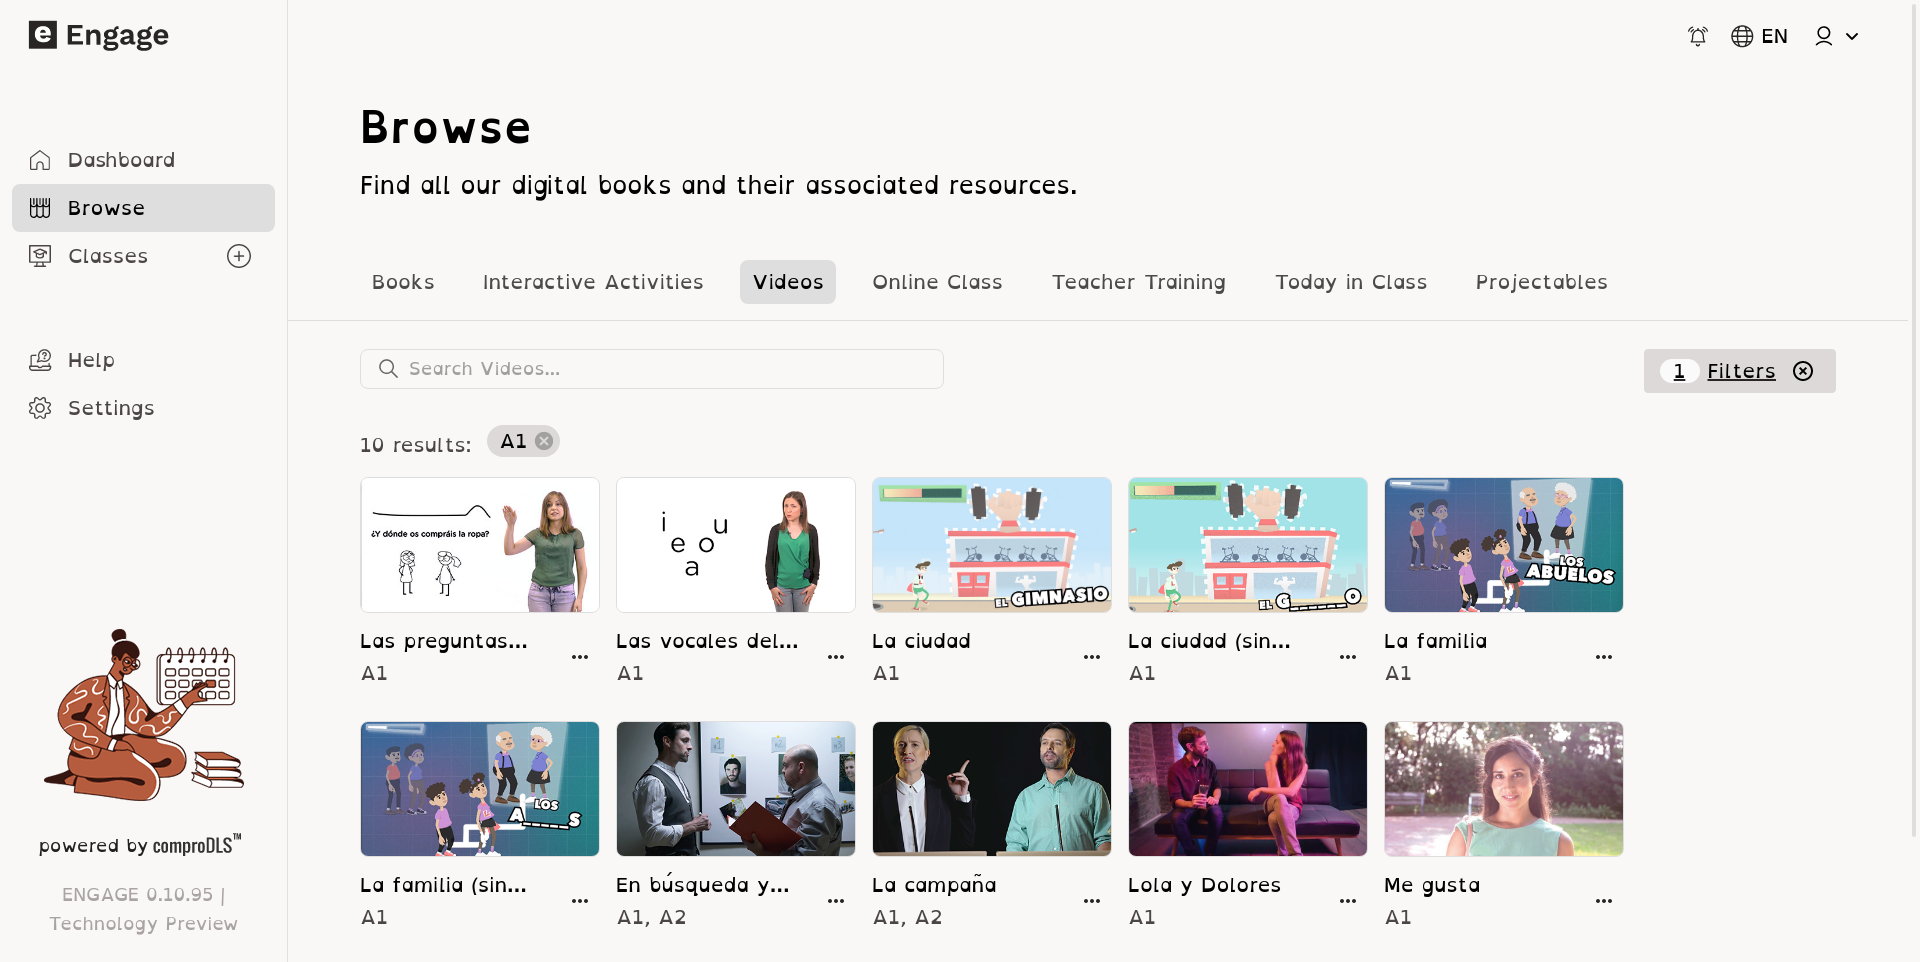 e Engage
EN
Dashboard
Browse
Classes
Help
Settings
powered by comproDLS™
ENGAGE 0.10.95 |
Technology Preview
Browse
Find all our digital books and their associated resources.
Books Interactive Activities Videos Online Class Teacher Training Today in Class Projectables
Search Videos...
1 Filters
10 results: A1
¿Y dónde os compráis la ropa?
i
u
e o
a
EL GIMNASIO
EL G_____O
LOS
ABUELOS
Las preguntas... Las vocales del... La ciudad La ciudad (sin... La familia
A1 A1 A1 A1 A1
LOS
A_____S
La familia (sin... En búsqueda y... La campaña Lola y Dolores Me gusta
A1 A1, A2 A1, A2 A1 A1